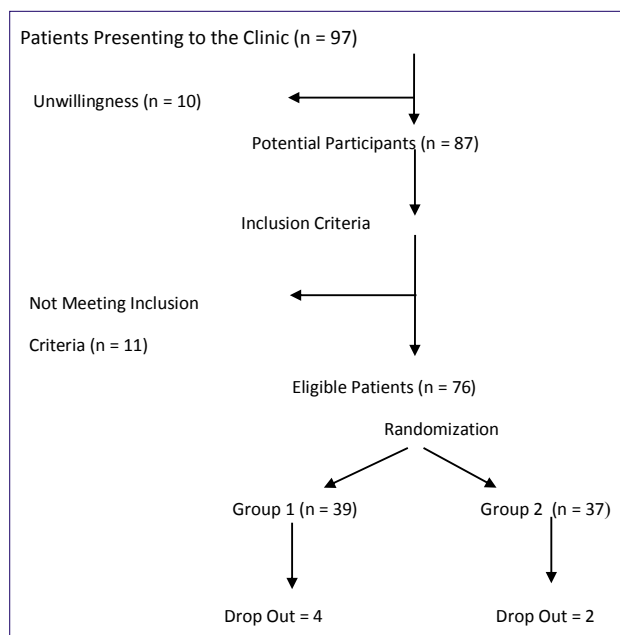 Patients Presenting to the Clinic (n = 97)
Unwillingness (n = 10)
Potential Participants (n = 87)
Inclusion Criteria
Not Meeting Inclusion
Criteria (n = 11)
Eligible Patients (n = 76)
Randomization
Group 1 (n = 39)
Group 2 (n = 37)
Drop Out = 4
Drop Out = 2